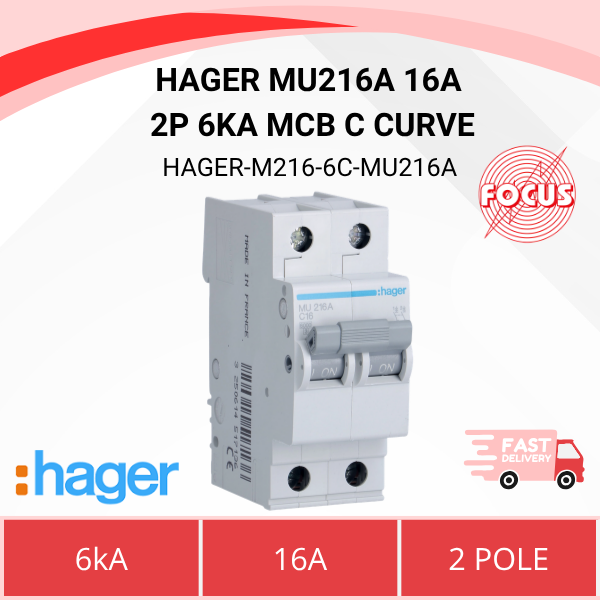 HAGER MU216A 16A
2P 6KA MCB C CURVE
HAGER-M216-6C-MU216A
FOCUS
MADE IN FRANCE
:hager
MU 216A
C16
I ON
I ON
CE
FAST
DELIVERY
:hager
6kA
16A
2 POLE